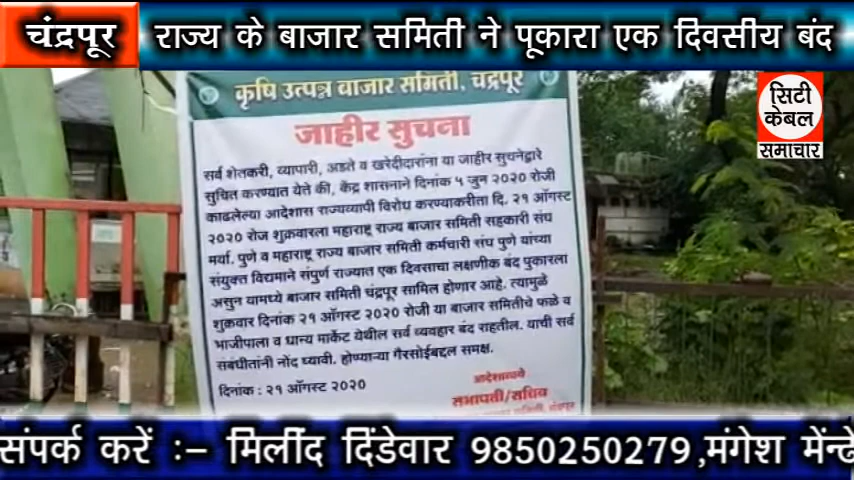 चंद्रपूर
राज्य के बाजार समिती ने पूकारा एक दिवसीय बंद
सिटी
केबल
समाचार
कृषि उत्पन्न बाजार समिती, चंद्रपूर
जाहीर सुचना
सर्व शेतकरी, व्यापारी, अडते व खरेदीदारांना या जाहीर सुचनेद्वारे
सुचित करण्यात येते की, केंद्र शासनाने दिनांक ५ जुन २०२० रोजी
काढलेल्या आदेशास राज्यव्यापी विरोध करण्याकरीता दि. २१ ऑगस्ट
२०२० रोज शुक्रवारला महाराष्ट्र राज्य बाजार समिती सहकारी संघ
मर्या. पुणे व महाराष्ट्र राज्य बाजार समिती कर्मचारी संघ पुणे यांच्या
संयुक्त विद्यमाने संपुर्ण राज्यात एक दिवसाचा लक्षणीक बंद पुकारला
असुन यामध्ये बाजार समिती चंद्रपूर सामिल होणार आहे. त्यामुळे
शुक्रवार दिनांक २१ ऑगस्ट २०२० रोजी या बाजार समितीचे फळे व
भाजीपाला व धान्य मार्केट येथील सर्व व्यवहार बंद राहतील. याची सर्व
संबंधीतांनी नोंद घ्यावी. होण्याऱ्या गैरसोईबद्दल समक्ष.
दिनांक : २१ ऑगस्ट २०२०
आदेशान्वये
सभापती/सचिव
समिती, चंद्रपूर
संपर्क करें :– मिलींद दिंडेवार 9850250279,मंगेश मेंन्ढे